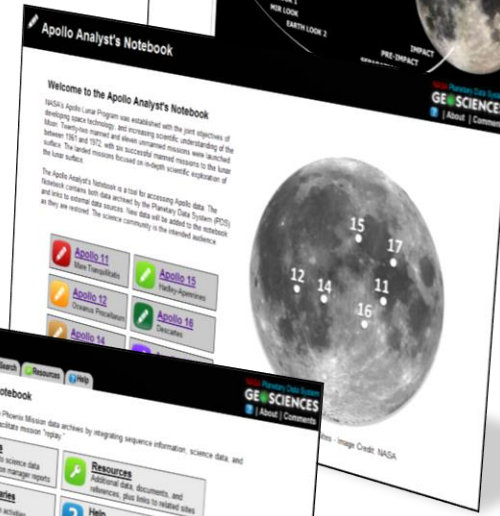 MIR LOOK
EARTH LOOK 2
IMPACT
PRE-IMPACT
Apollo Analyst's Notebook
NASA Planetary Data System
GEOSCIENCES
? | About | Comments
Welcome to the Apollo Analyst's Notebook
NASA's Apollo Lunar Program was established with the joint objectives of
developing space technology, and increasing scientific understanding of the
Moon. Twenty-two manned and eleven unmanned missions were launched
between 1961 and 1972, with six successful manned missions to the lunar
surface. The landed missions focused on in-depth scientific exploration of
the lunar surface.
The Apollo Analyst's Notebook is a tool for accessing Apollo data. The
Notebook contains both data archived by the Planetary Data System (PDS)
and links to external data sources. New data will be added to the notebook
as they are restored. The science community is the intended audience
Apollo 11
Mare Tranquillitatis
Apollo 15
Hadley-Apennines
Apollo 12
Oceanus Procellarum
Apollo 16
Descartes
Apollo 14
15
17
12
14
11
16
Image Credit: NASA
Search
Resources
? Help
NASA Planetary Data System
GEOSCIENCES
? | About | Comments
otebook
Phoenix Mission data archives by integrating sequence information, science data, and
facilitate mission "replay."
to science data
on manager reports
Resources
Additional data, documents, and
references, plus links to related sites
aries
activities
? Help